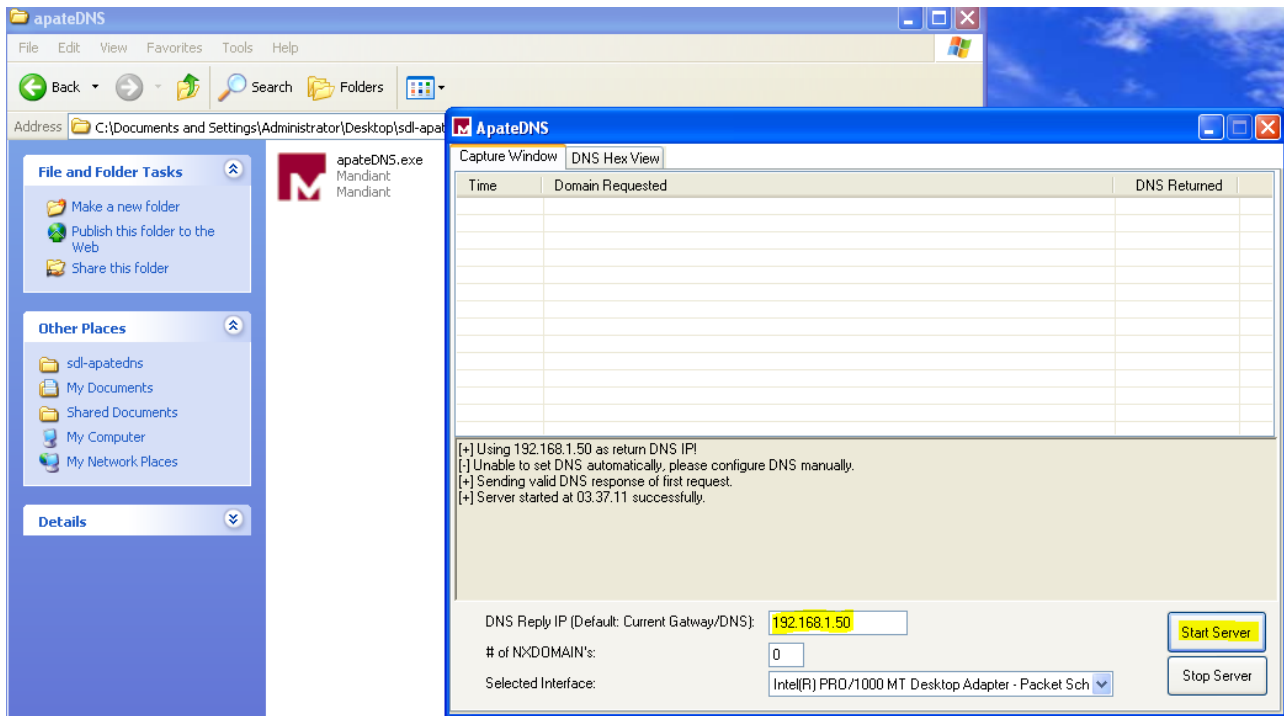 apateDNS
File Edit View Favorites Tools Help
Back Search Folders
Address C:\Documents and Settings\Administrator\Desktop\sdl-apat
File and Folder Tasks
Make a new folder
Publish this folder to the
Web
Share this folder
Other Places
sdl-apatedns
My Documents
Shared Documents
My Computer
My Network Places
Details
apateDNS.exe
Mandiant
Mandiant
M ApateDNS
Capture Window DNS Hex View
Time Domain Requested DNS Returned
[+] Using 192.168.1.50 as return DNS IP!
[-] Unable to set DNS automatically, please configure DNS manually.
[+] Sending valid DNS response of first request.
[+] Server started at 03.37.11 successfully.
DNS Reply IP (Default: Current Gatway/DNS): 192.168.1.50
Start Server
# of NXDOMAIN's: 0
Selected Interface: Intel(R) PRO/1000 MT Desktop Adapter - Packet Sch
Stop Server